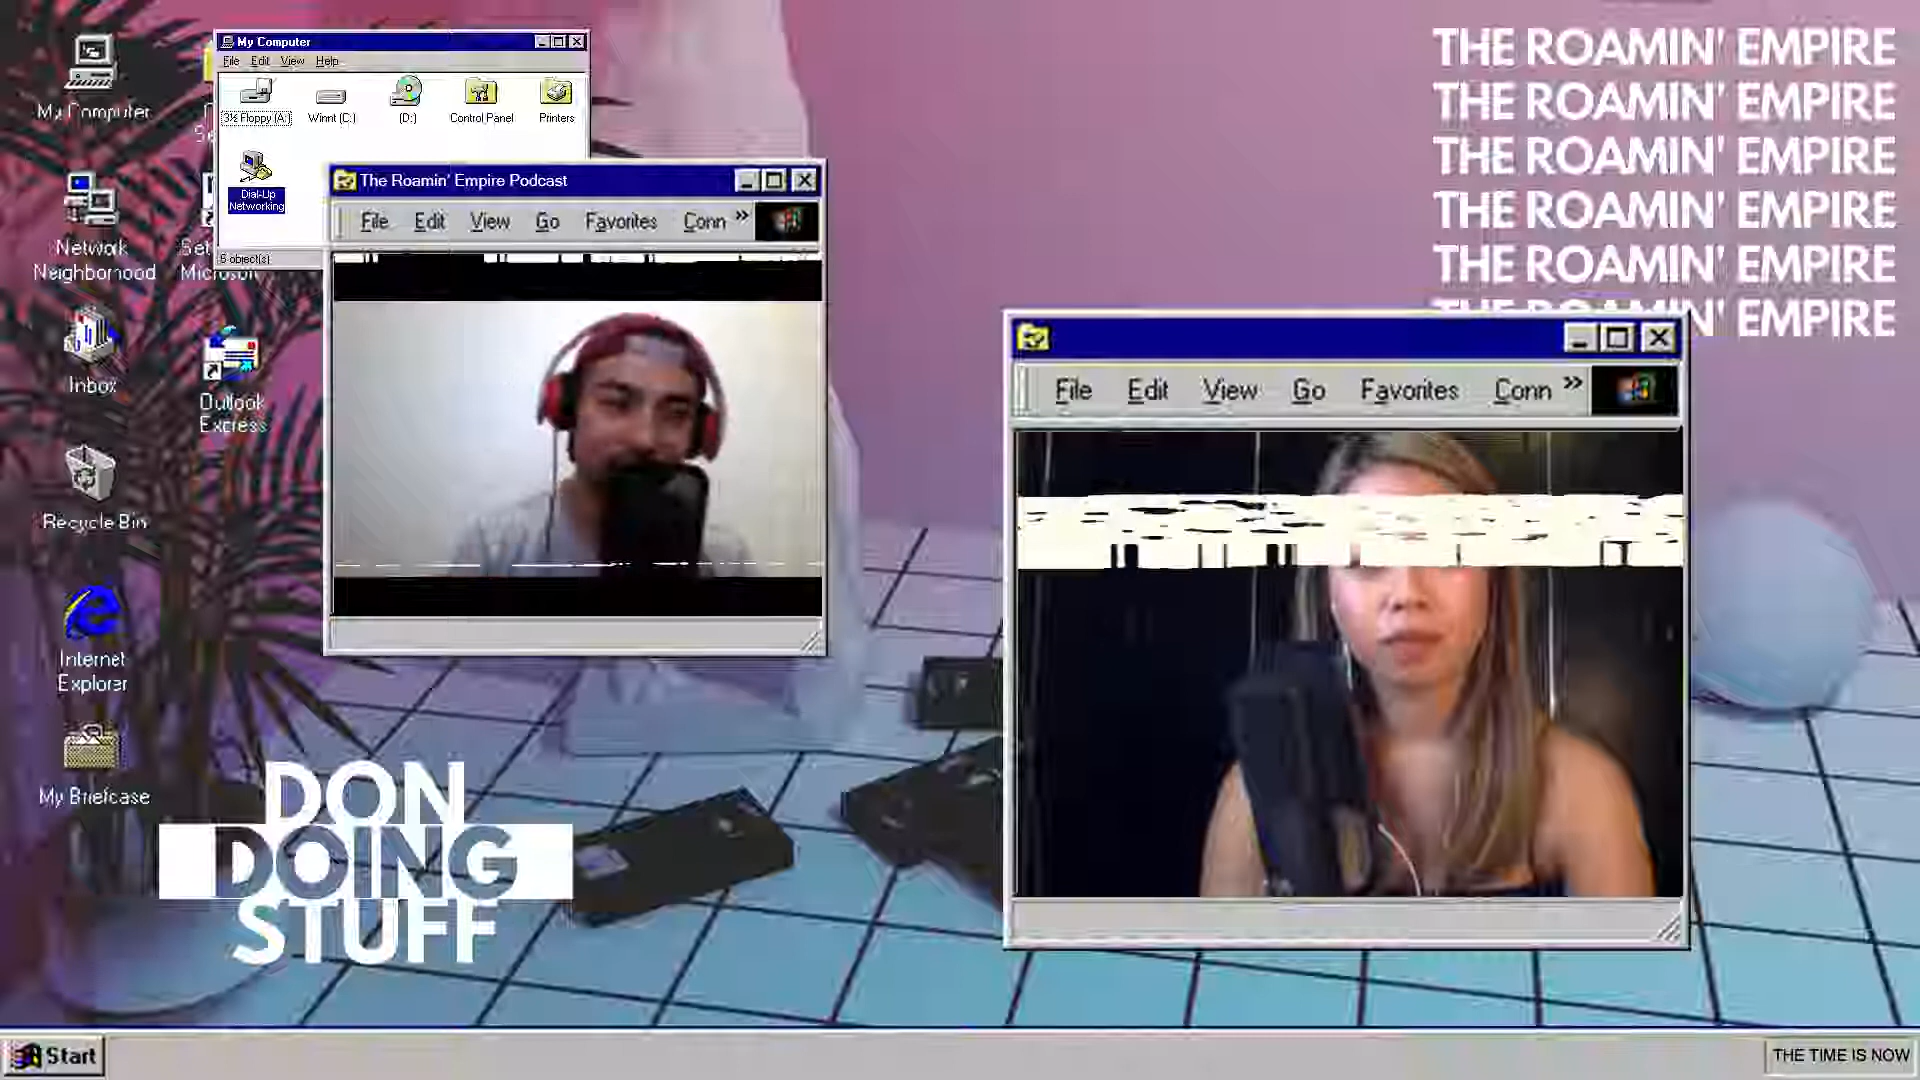 My Computer
Network
Neighborhood
Inbox
Recycle Bin
Internet
Explorer
My Briefcase
Outlook
Express
My Computer
File Edit View Help
3½ Floppy (A:) Winnt (C:) (D:) Control Panel Printers
Dial-Up
Networking
6 object(s)
The Roamin' Empire Podcast
File Edit View Go Favorites Conn »
THE ROAMIN' EMPIRE
THE ROAMIN' EMPIRE
THE ROAMIN' EMPIRE
THE ROAMIN' EMPIRE
THE ROAMIN' EMPIRE
THE ROAMIN' EMPIRE
File Edit View Go Favorites Conn »
DON
DOING
STUFF
Start
THE TIME IS NOW